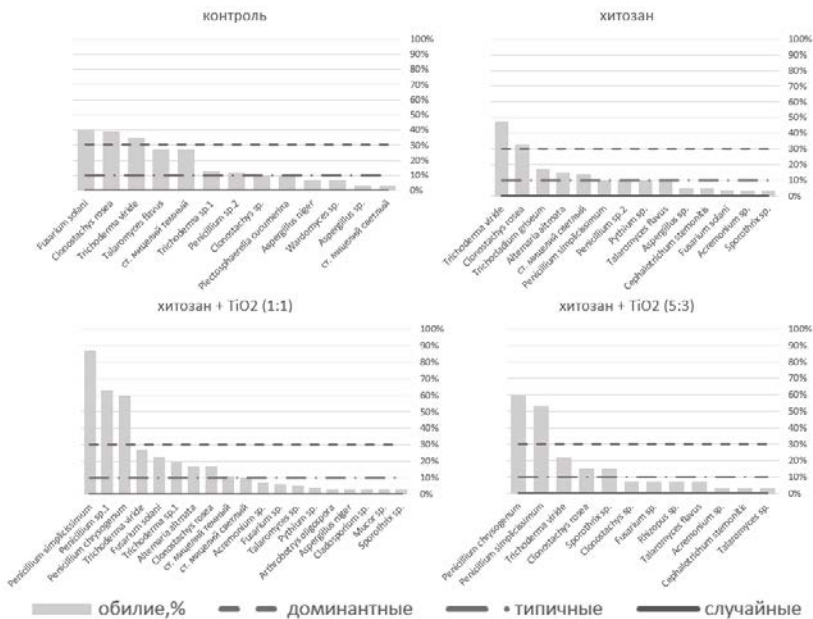 контроль
100%
90%
80%
70%
60%
50%
40%
30%
20%
10%
0%
Fusarium solani
Clonostachys rosea
Trichoderma viride
Talaromyces flavus
ст. мицелий темный
Trichoderma sp.1
Penicillium sp.2
Clonostachys sp.
Plectosphaerella cucumerina
Aspergillus niger
Wardomyces sp.
Aspergillus sp.
ст. мицелий светлый
хитозан
100%
90%
80%
70%
60%
50%
40%
30%
20%
10%
0%
Trichoderma viride
Clonostachys rosea
Trichocladium griseum
Alternaria altrnata
ст. мицелий светлый
Penicillium simplicissimum
Penicillium sp.2
Pythium sp.
Talaromyces flavus
Aspergillus sp.
Cephalotrichum stemonitis
Fusarium solani
Acremonium sp.
Sporothrix sp.
хитозан + TiO2 (1:1)
100%
90%
80%
70%
60%
50%
40%
30%
20%
10%
0%
Penicillium simplicissimum
Penicillium sp.1
Penicillium chrysogenum
Trichoderma viride
Fusarium solani
Trichoderma sp.1
Alternaria altrnata
Clonostachys rosea
ст. мицелий темный
ст. мицелий светлый
Acremonium sp.
Fusarium sp.
Talaromyces sp.
Pythium sp.
Arthrobotrys oligospora
Aspergillus niger
Cladosporium sp.
Mucor sp.
Sporothrix sp.
хитозан + TiO2 (5:3)
100%
90%
80%
70%
60%
50%
40%
30%
20%
10%
0%
Penicillium chrysogenum
Penicillium simplicissimum
Trichoderma viride
Clonostachys rosea
Sporothrix sp.
Clonostachys sp.
Fusarium sp.
Rhizopus sp.
Talaromyces flavus
Acremonium sp.
Cephalotrichum stemonitis
Talaromyces sp.
обилие,% доминантные типичные случайные